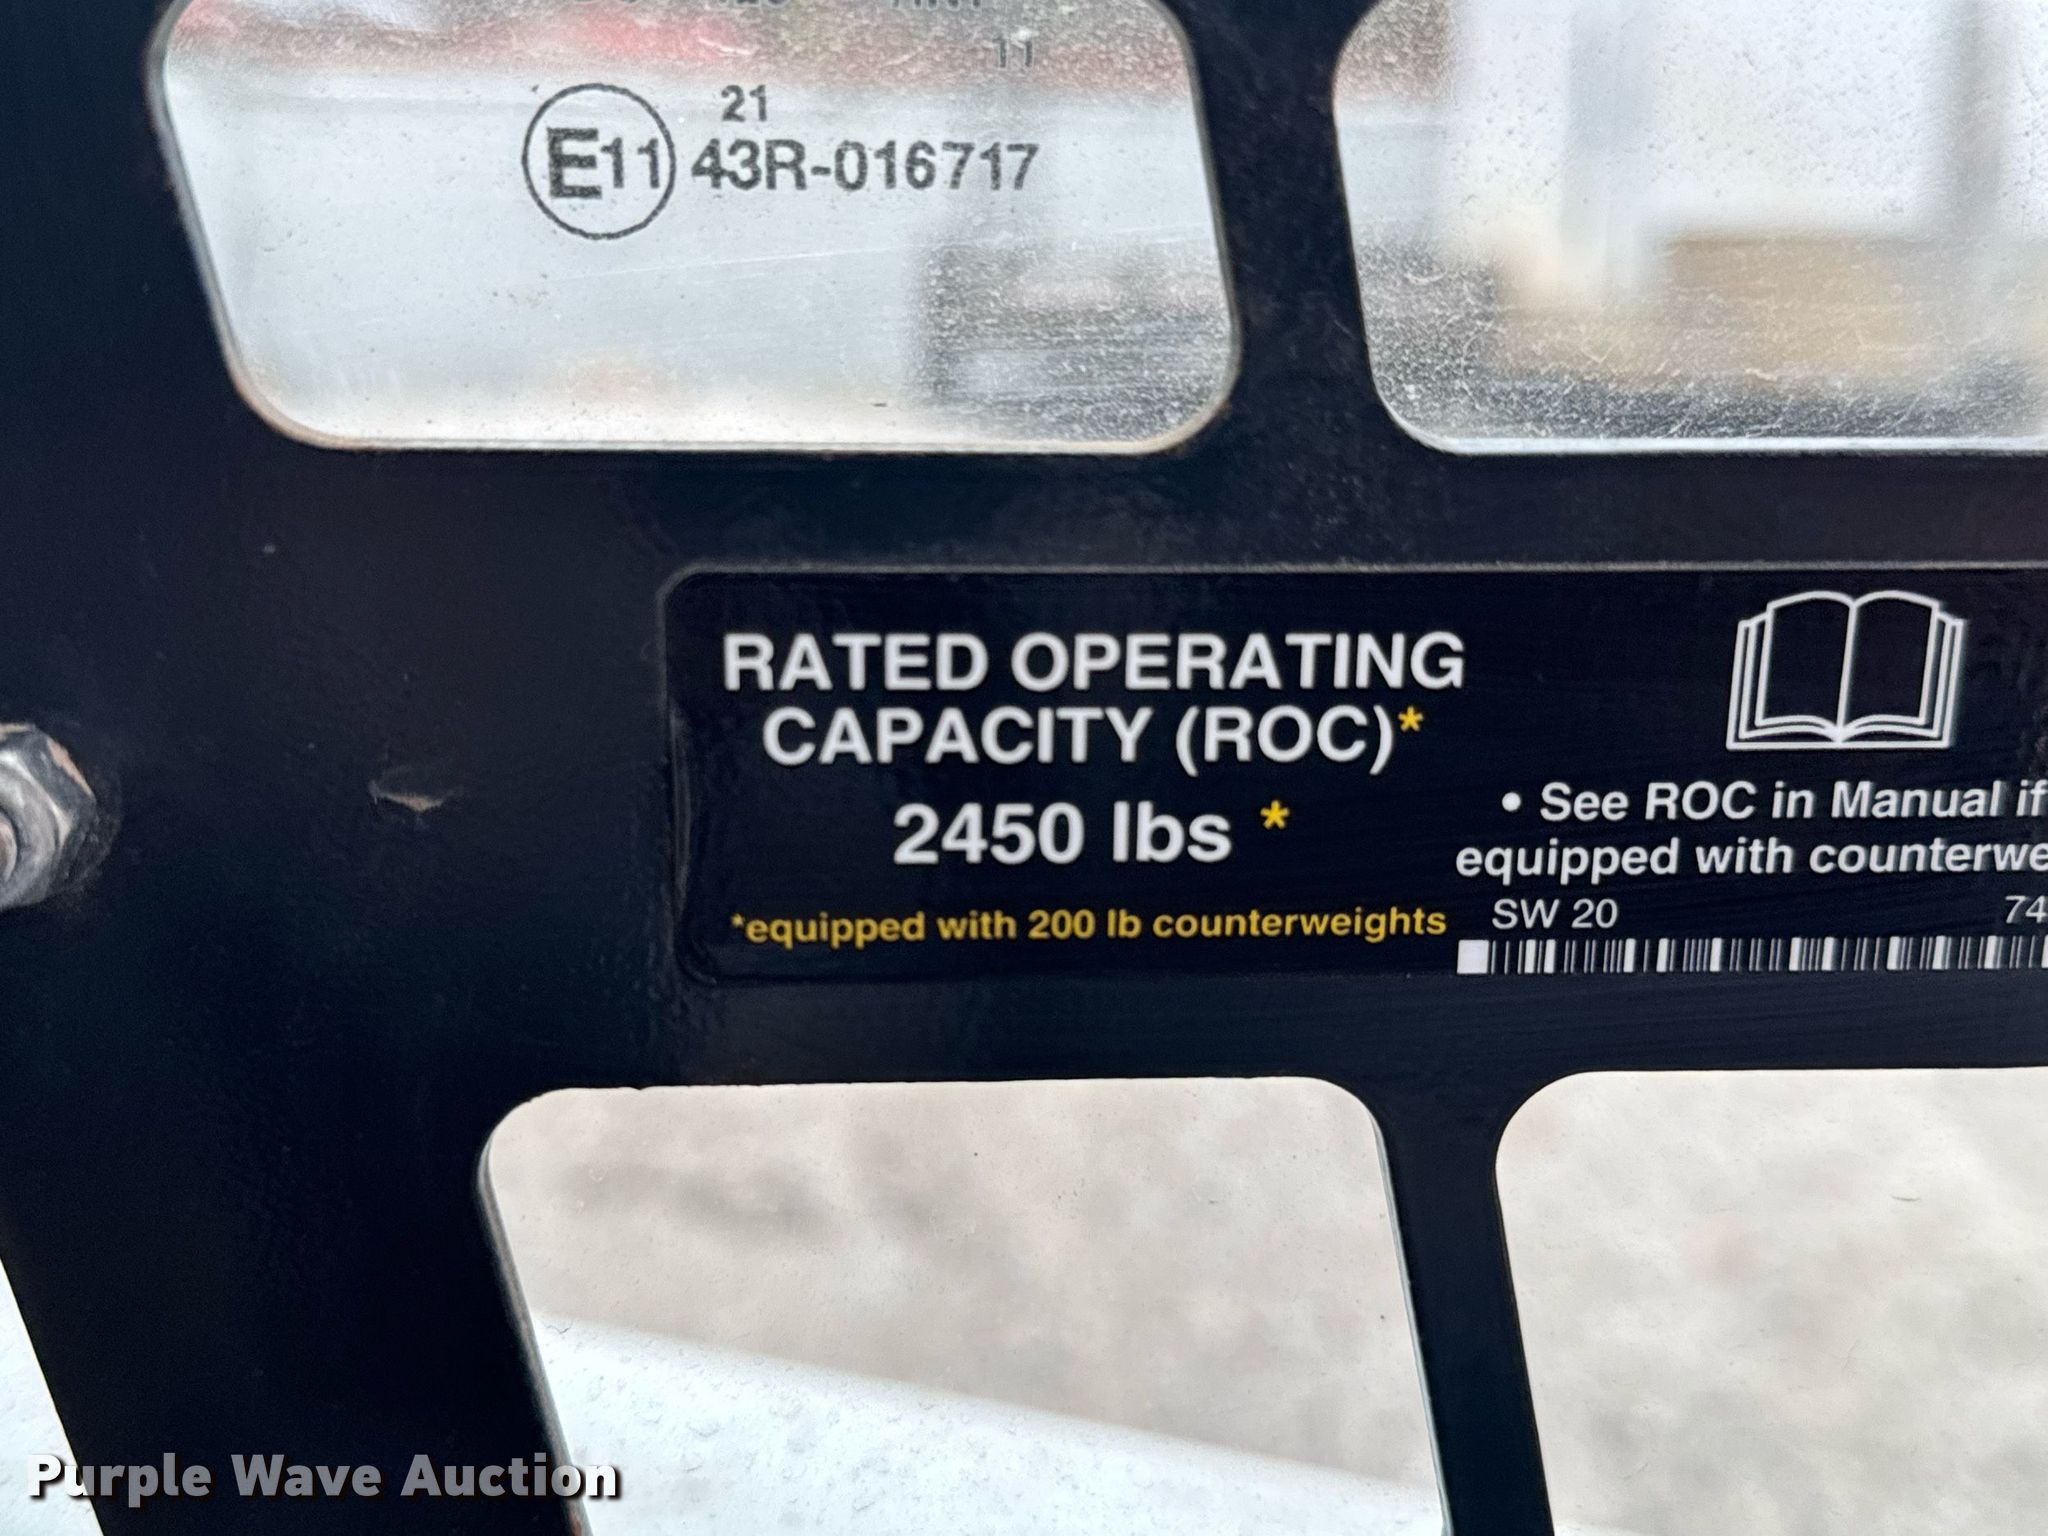 11
21
E11 43R-016717
RATED OPERATING
CAPACITY (ROC)*
2450 lbs *
*equipped with 200 lb counterweights
• See ROC in Manual if
equipped with counterwe
SW 20 74
Purple Wave Auction